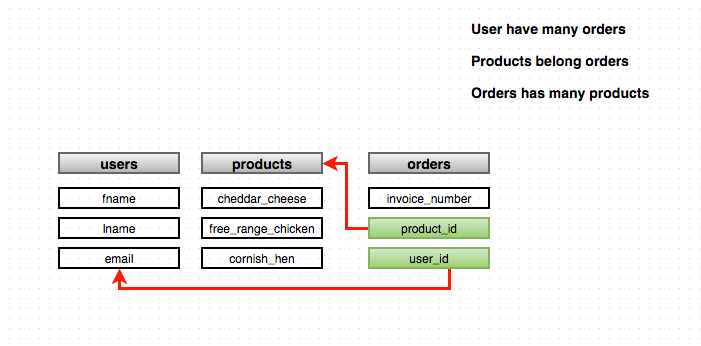 User have many orders
Products belong orders
Orders has many products
users products orders
fname cheddar_cheese invoice_number
lname free_range_chicken product_id
email cornish_hen user_id